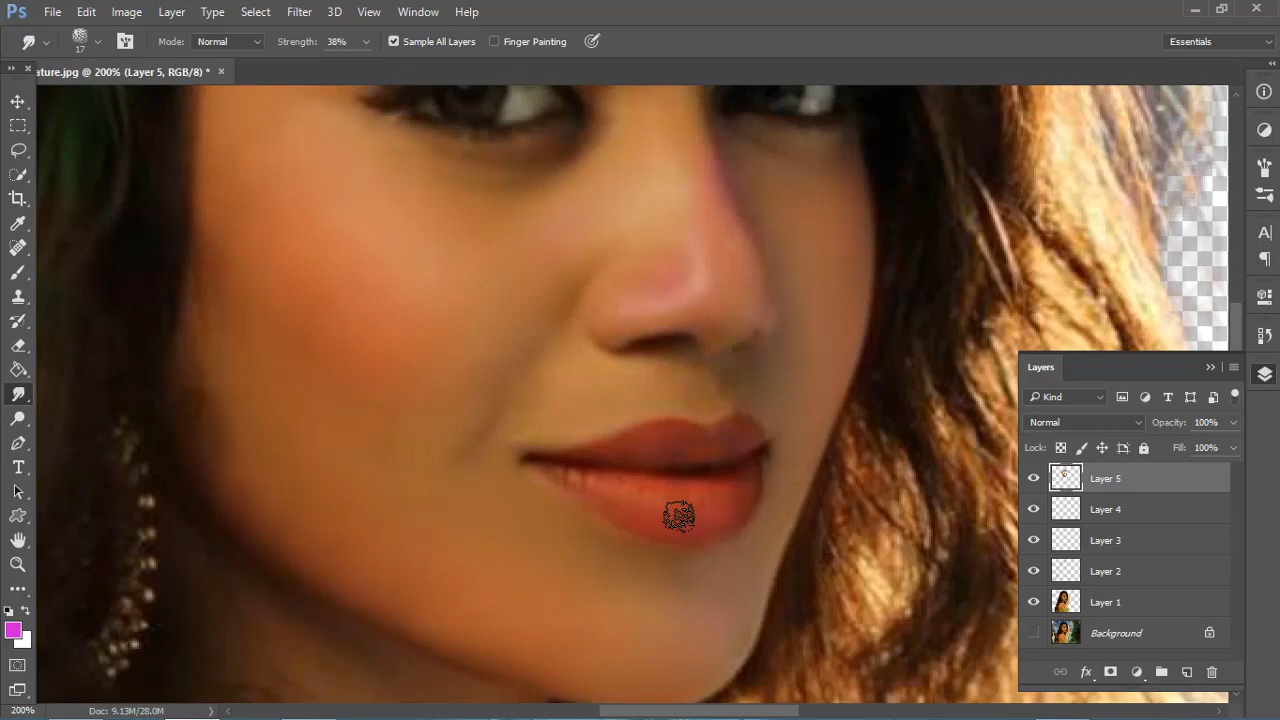 Ps File Edit Image Layer Type Select Filter 3D View Window Help
17 Mode: Normal Strength: 38% Sample All Layers Finger Painting Essentials
ature.jpg @ 200% (Layer 5, RGB/8) *
Layers
Kind
Normal Opacity: 100%
Lock: Fill: 100%
Layer 5
Layer 4
Layer 3
Layer 2
Layer 1
Background
fx
200% Doc: 9.13M/28.0M